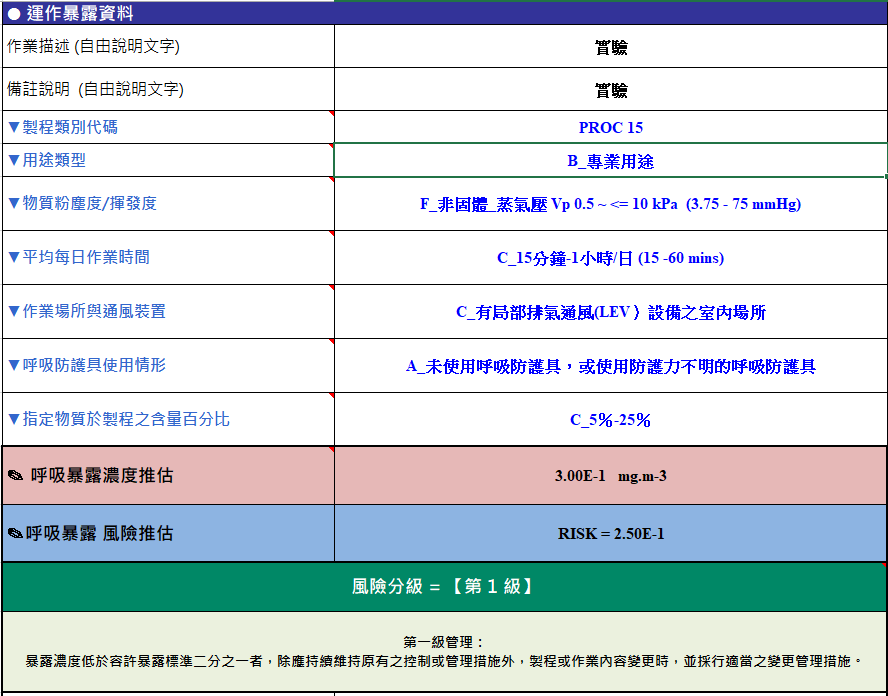 ● 運作暴露資料
作業描述 (自由說明文字)
實驗
備註說明 (自由說明文字)
實驗
▼製程類別代碼
PROC 15
▼用途類型
B_專業用途
▼物質粉塵度/揮發度
F_非固體_蒸氣壓 Vp 0.5 ~ <= 10 kPa (3.75 - 75 mmHg)
▼平均每日作業時間
C_15分鐘-1小時/日 (15 -60 mins)
▼作業場所與通風裝置
C_有局部排氣通風(LEV）設備之室內場所
▼呼吸防護具使用情形
A_未使用呼吸防護具，或使用防護力不明的呼吸防護具
▼指定物質於製程之含量百分比
C_5％-25％
✎ 呼吸暴露濃度推估
3.00E-1 mg.m-3
✎呼吸暴露 風險推估
RISK = 2.50E-1
風險分級 = 【第 1 級】
第一級管理：
暴露濃度低於容許暴露標準二分之一者，除應持續維持原有之控制或管理措施外，製程或作業內容變更時，並採行適當之變更管理措施。